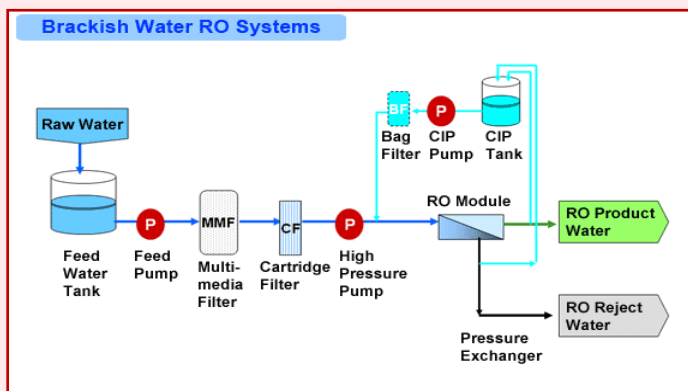 Brackish Water RO Systems
Raw Water
BF
P
Bag
Filter
CIP
Pump
CIP
Tank
RO Module
P
MMF
CF
P
RO Product
Water
Feed
Water
Tank
Feed
Pump
Multi-
media
Filter
Cartridge
Filter
High
Pressure
Pump
RO Reject
Water
Pressure
Exchanger